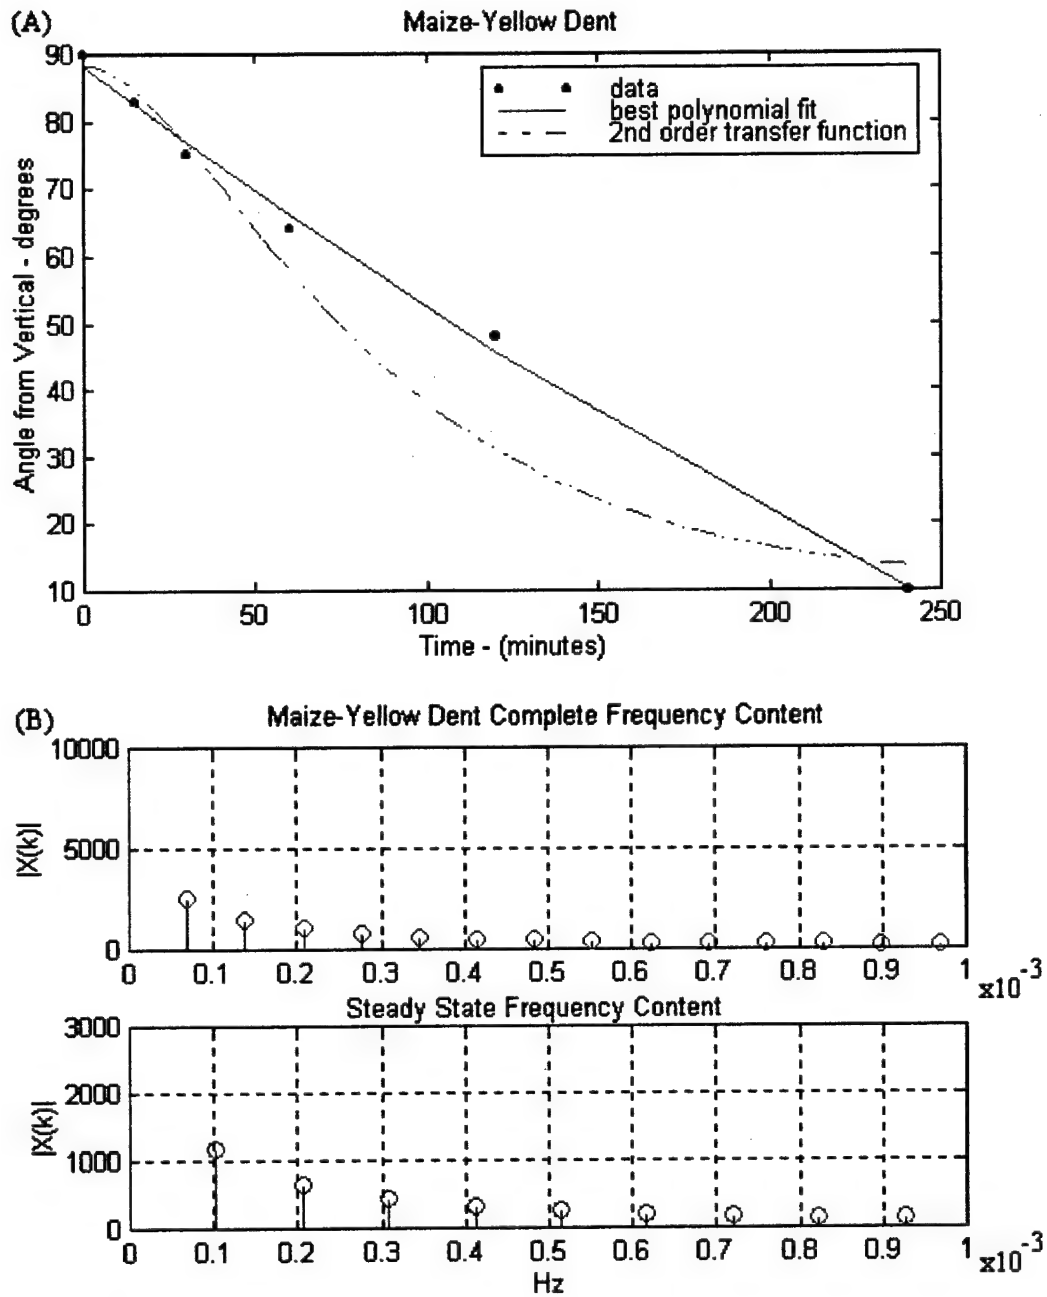 (A)
Maize-Yellow Dent
data
best polynomial fit
2nd order transfer function
Angle from Vertical - degrees
90
80
70
60
50
40
30
20
10
0 50 100 150 200 250
Time - (minutes)
(B)
Maize-Yellow Dent Complete Frequency Content
|X(k)|
10000
5000
0
0 0.1 0.2 0.3 0.4 0.5 0.6 0.7 0.8 0.9 1
x10^-3
Steady State Frequency Content
|X(k)|
3000
2000
1000
0
0 0.1 0.2 0.3 0.4 0.5 0.6 0.7 0.8 0.9 1
x10^-3
Hz